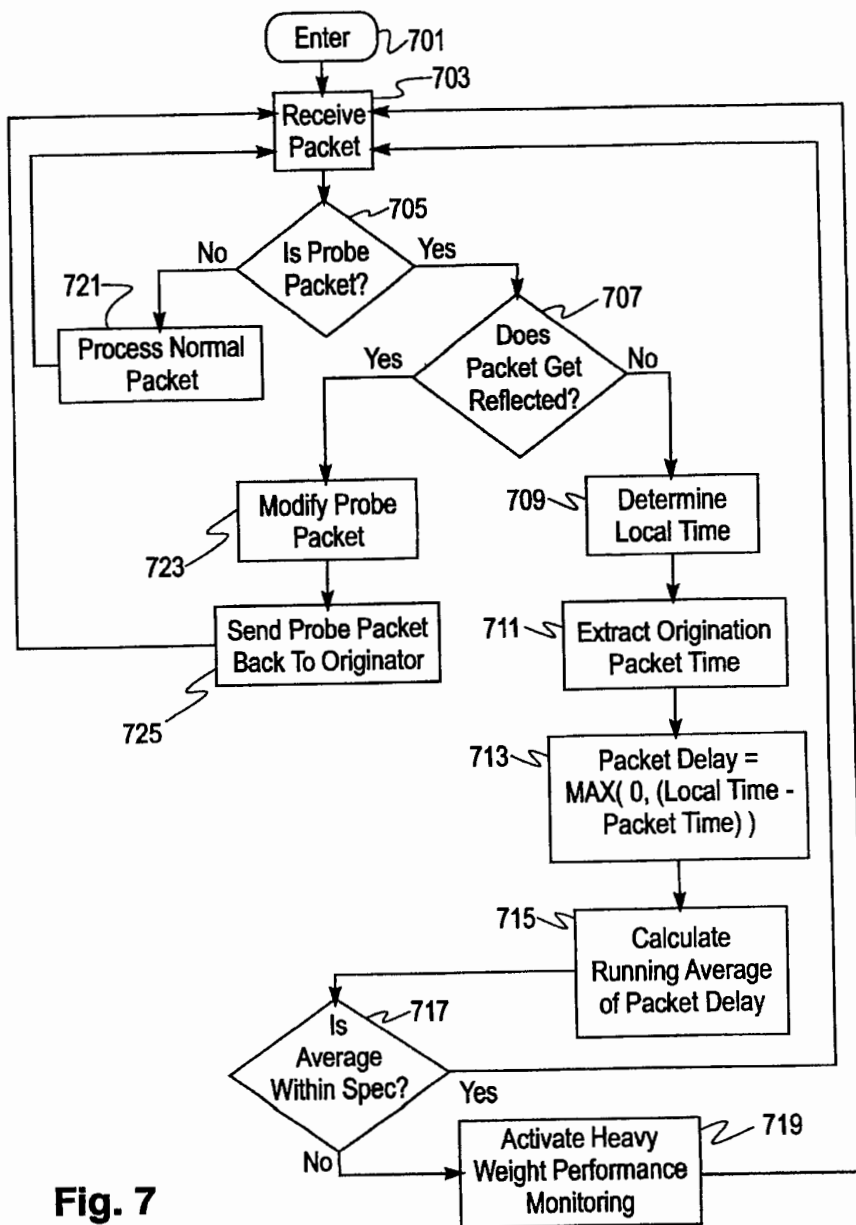 Enter
701
703
Receive
Packet
705
Is Probe
Packet?
No
Yes
721
Process Normal
Packet
707
Does
Packet Get
Reflected?
Yes
No
Modify Probe
Packet
723
709
Determine
Local Time
Send Probe Packet
Back To Originator
725
711
Extract Origination
Packet Time
713
Packet Delay =
MAX( 0, (Local Time -
Packet Time) )
715
Calculate
Running Average
of Packet Delay
717
Is
Average
Within Spec?
Yes
No
719
Activate Heavy
Weight Performance
Monitoring
Fig. 7